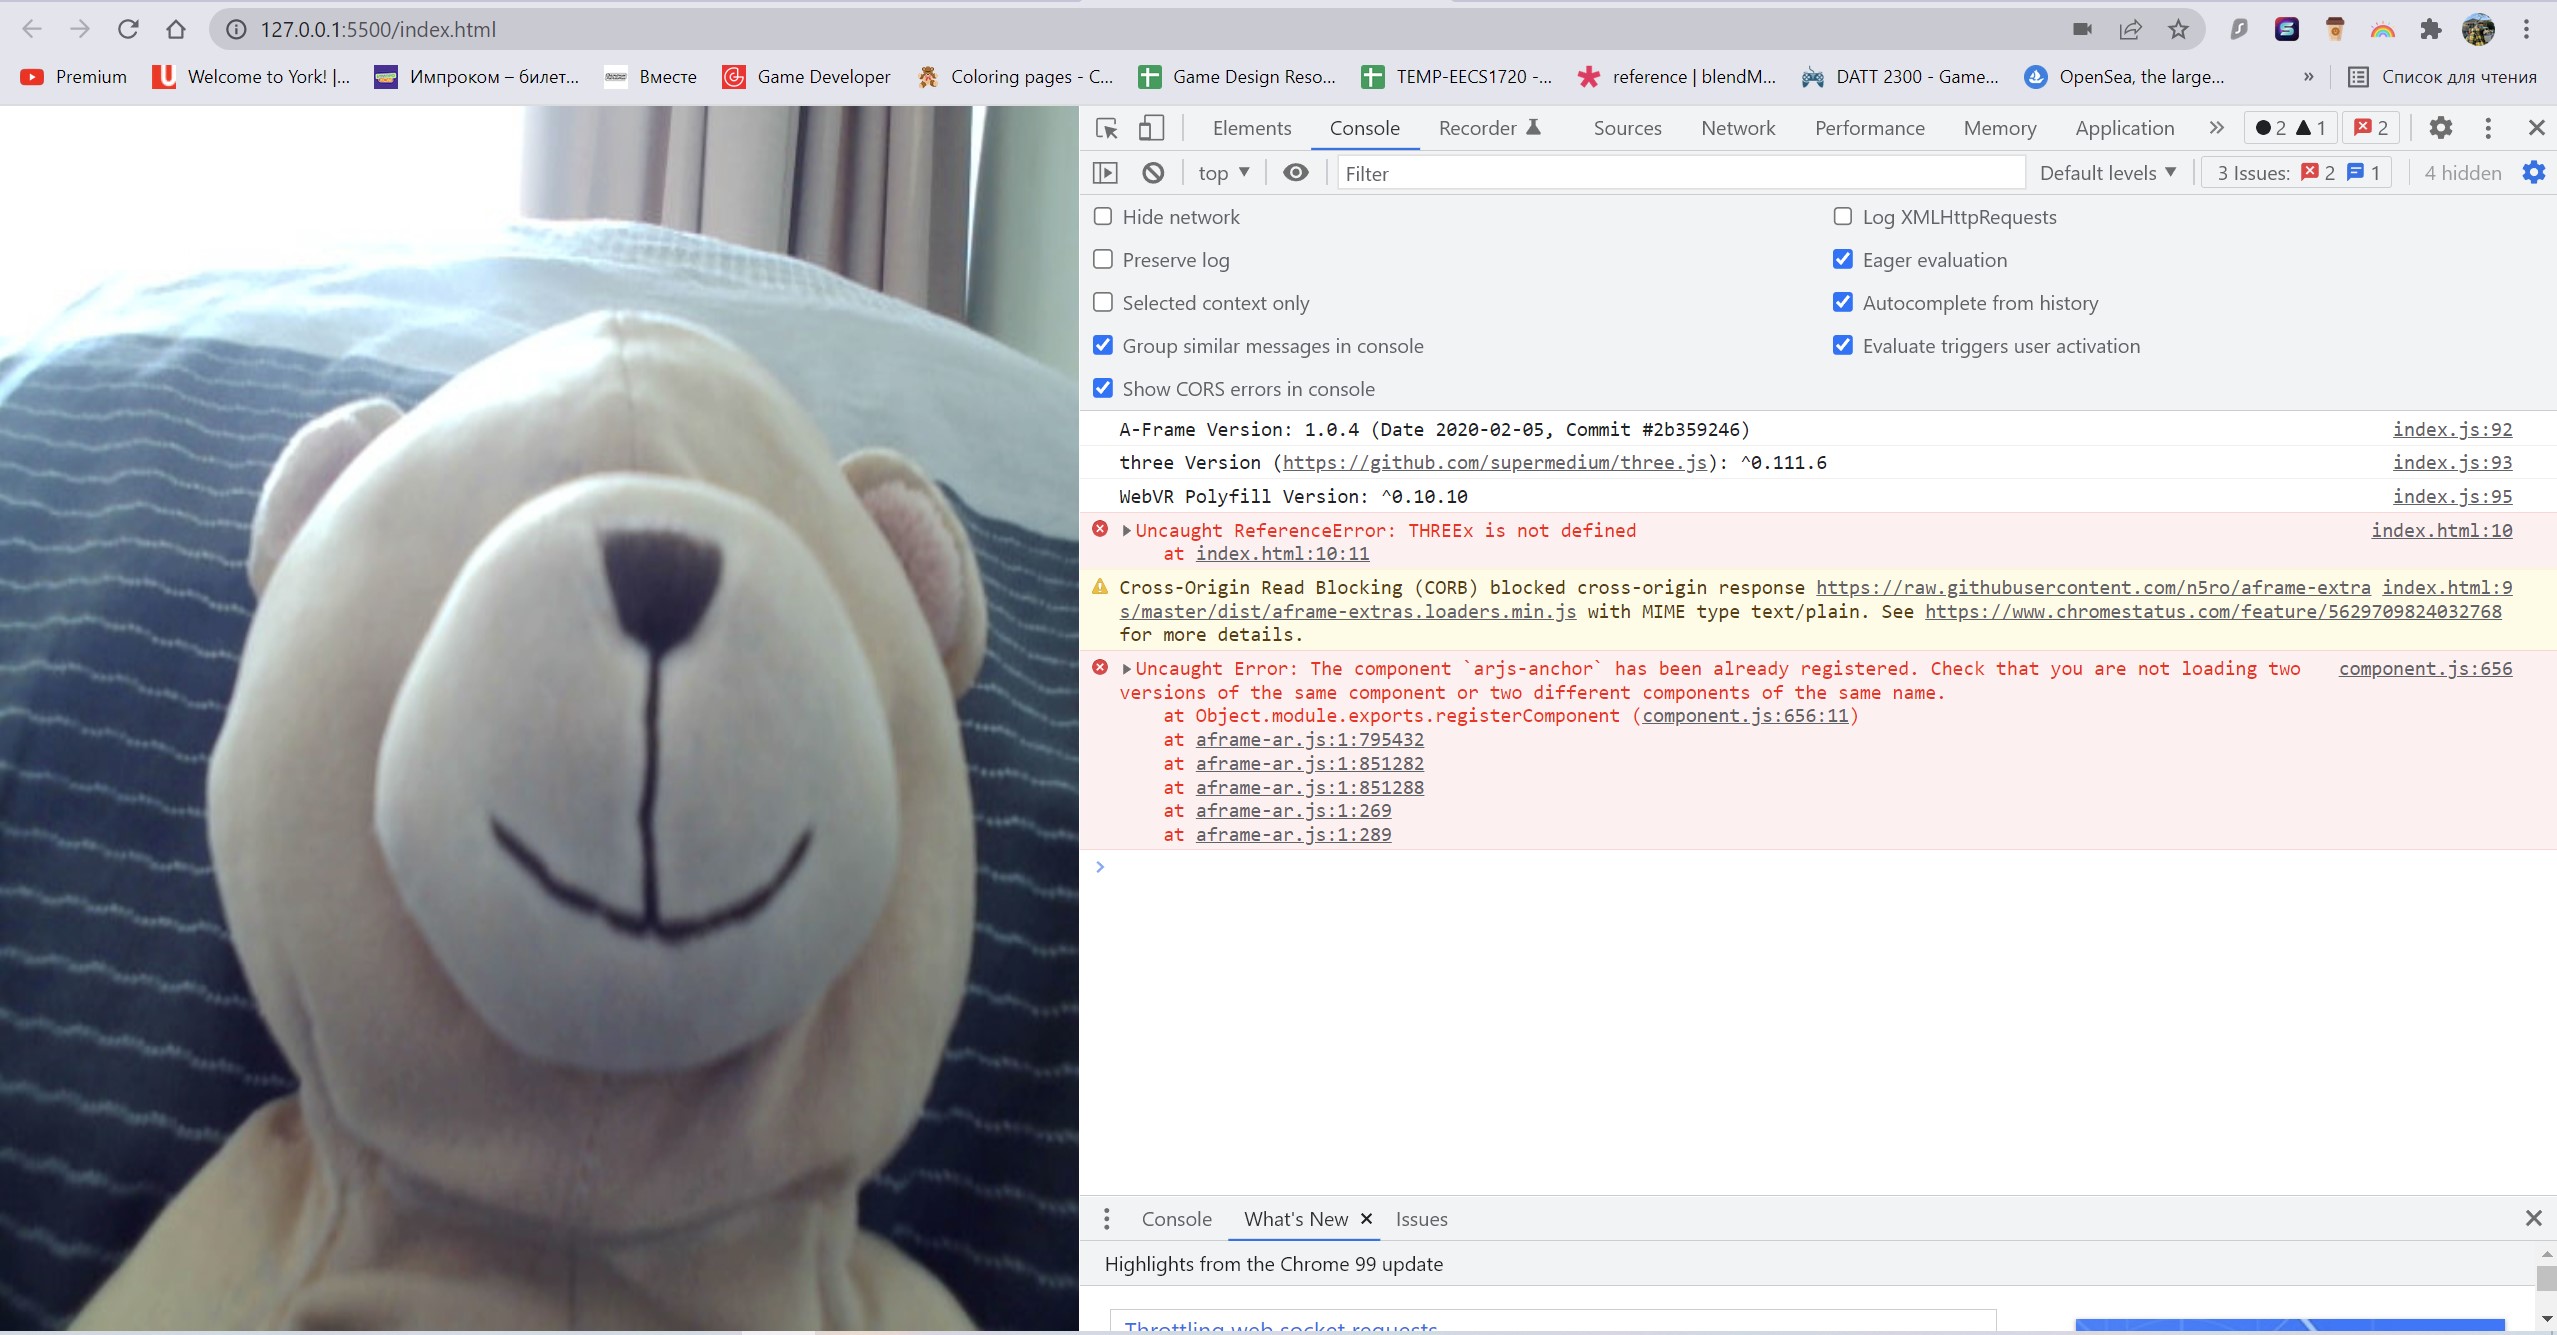 127.0.0.1:5500/index.html
Premium Welcome to York! |... Импроком – билет... Вместе Game Developer Coloring pages - C... Game Design Reso... TEMP-EECS1720 -... reference | blendM... DATT 2300 - Game... OpenSea, the large... » Список для чтения
Elements Console Recorder Sources Network Performance Memory Application » 2 1 2
top Filter Default levels 3 Issues: 2 1 4 hidden
Hide network Log XMLHttpRequests
Preserve log Eager evaluation
Selected context only Autocomplete from history
Group similar messages in console Evaluate triggers user activation
Show CORS errors in console
A-Frame Version: 1.0.4 (Date 2020-02-05, Commit #2b359246) index.js:92
three Version (https://github.com/supermedium/three.js): ^0.111.6 index.js:93
WebVR Polyfill Version: ^0.10.10 index.js:95
Uncaught ReferenceError: THREEx is not defined index.html:10
at index.html:10:11
Cross-Origin Read Blocking (CORB) blocked cross-origin response https://raw.githubusercontent.com/n5ro/aframe-extra index.html:9
s/master/dist/aframe-extras.loaders.min.js with MIME type text/plain. See https://www.chromestatus.com/feature/5629709824032768
for more details.
Uncaught Error: The component `arjs-anchor` has been already registered. Check that you are not loading two component.js:656
versions of the same component or two different components of the same name.
at Object.module.exports.registerComponent (component.js:656:11)
at aframe-ar.js:1:795432
at aframe-ar.js:1:851282
at aframe-ar.js:1:851288
at aframe-ar.js:1:269
at aframe-ar.js:1:289
Console What's New Issues
Highlights from the Chrome 99 update
Throttling web socket requests